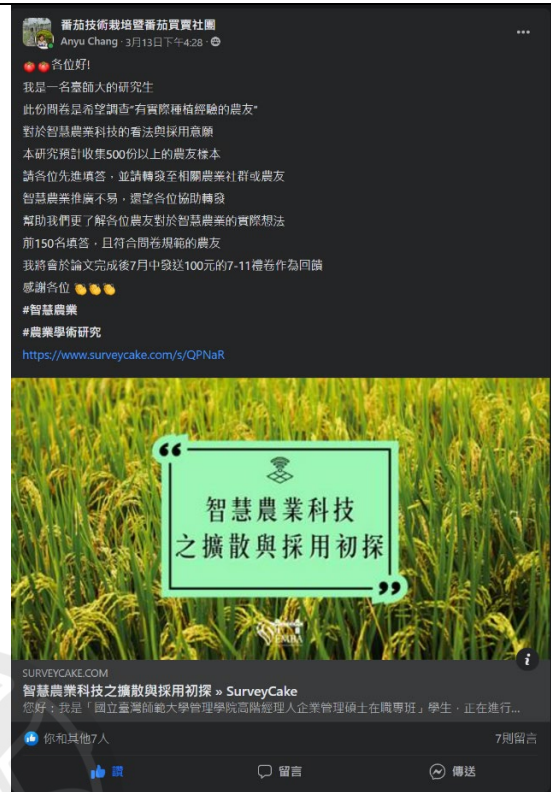 番茄技術栽培暨番茄買賣社團
Anyu Chang · 3月13日下午4:28 ·
各位好!
我是一名臺師大的研究生
此份問卷是希望調查"有實際種植經驗的農友"
對於智慧農業科技的看法與採用意願
本研究預計收集500份以上的農友樣本
請各位先進填答，並請轉發至相關農業社群或農友
智慧農業推廣不易，還望各位協助轉發
幫助我們更了解各位農友對於智慧農業的實際想法
前150名填答，且符合問卷規範的農友
我將會於論文完成後7月中發送100元的7-11禮卷作為回饋
感謝各位 👏👏👏
#智慧農業
#農業學術研究
https://www.surveycake.com/s/QPNaR
智慧農業科技
之擴散與採用初探
EMBA
SURVEYCAKE.COM
智慧農業科技之擴散與採用初探 » SurveyCake
您好：我是「國立臺灣師範大學管理學院高階經理人企業管理碩士在職專班」學生，正在進行...
你和其他7人
7則留言
讚
留言
傳送